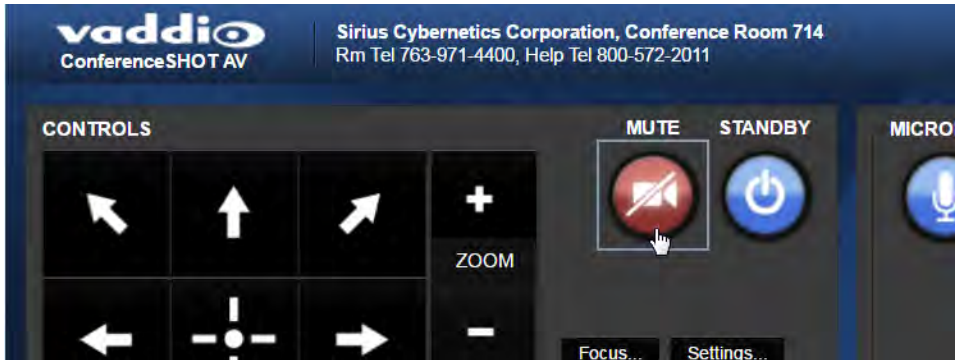 vaddio
ConferenceSHOT AV
Sirius Cybernetics Corporation, Conference Room 714
Rm Tel 763-971-4400, Help Tel 800-572-2011
CONTROLS
MUTE
STANDBY
MICRO
+
ZOOM
-
Focus...
Settings...